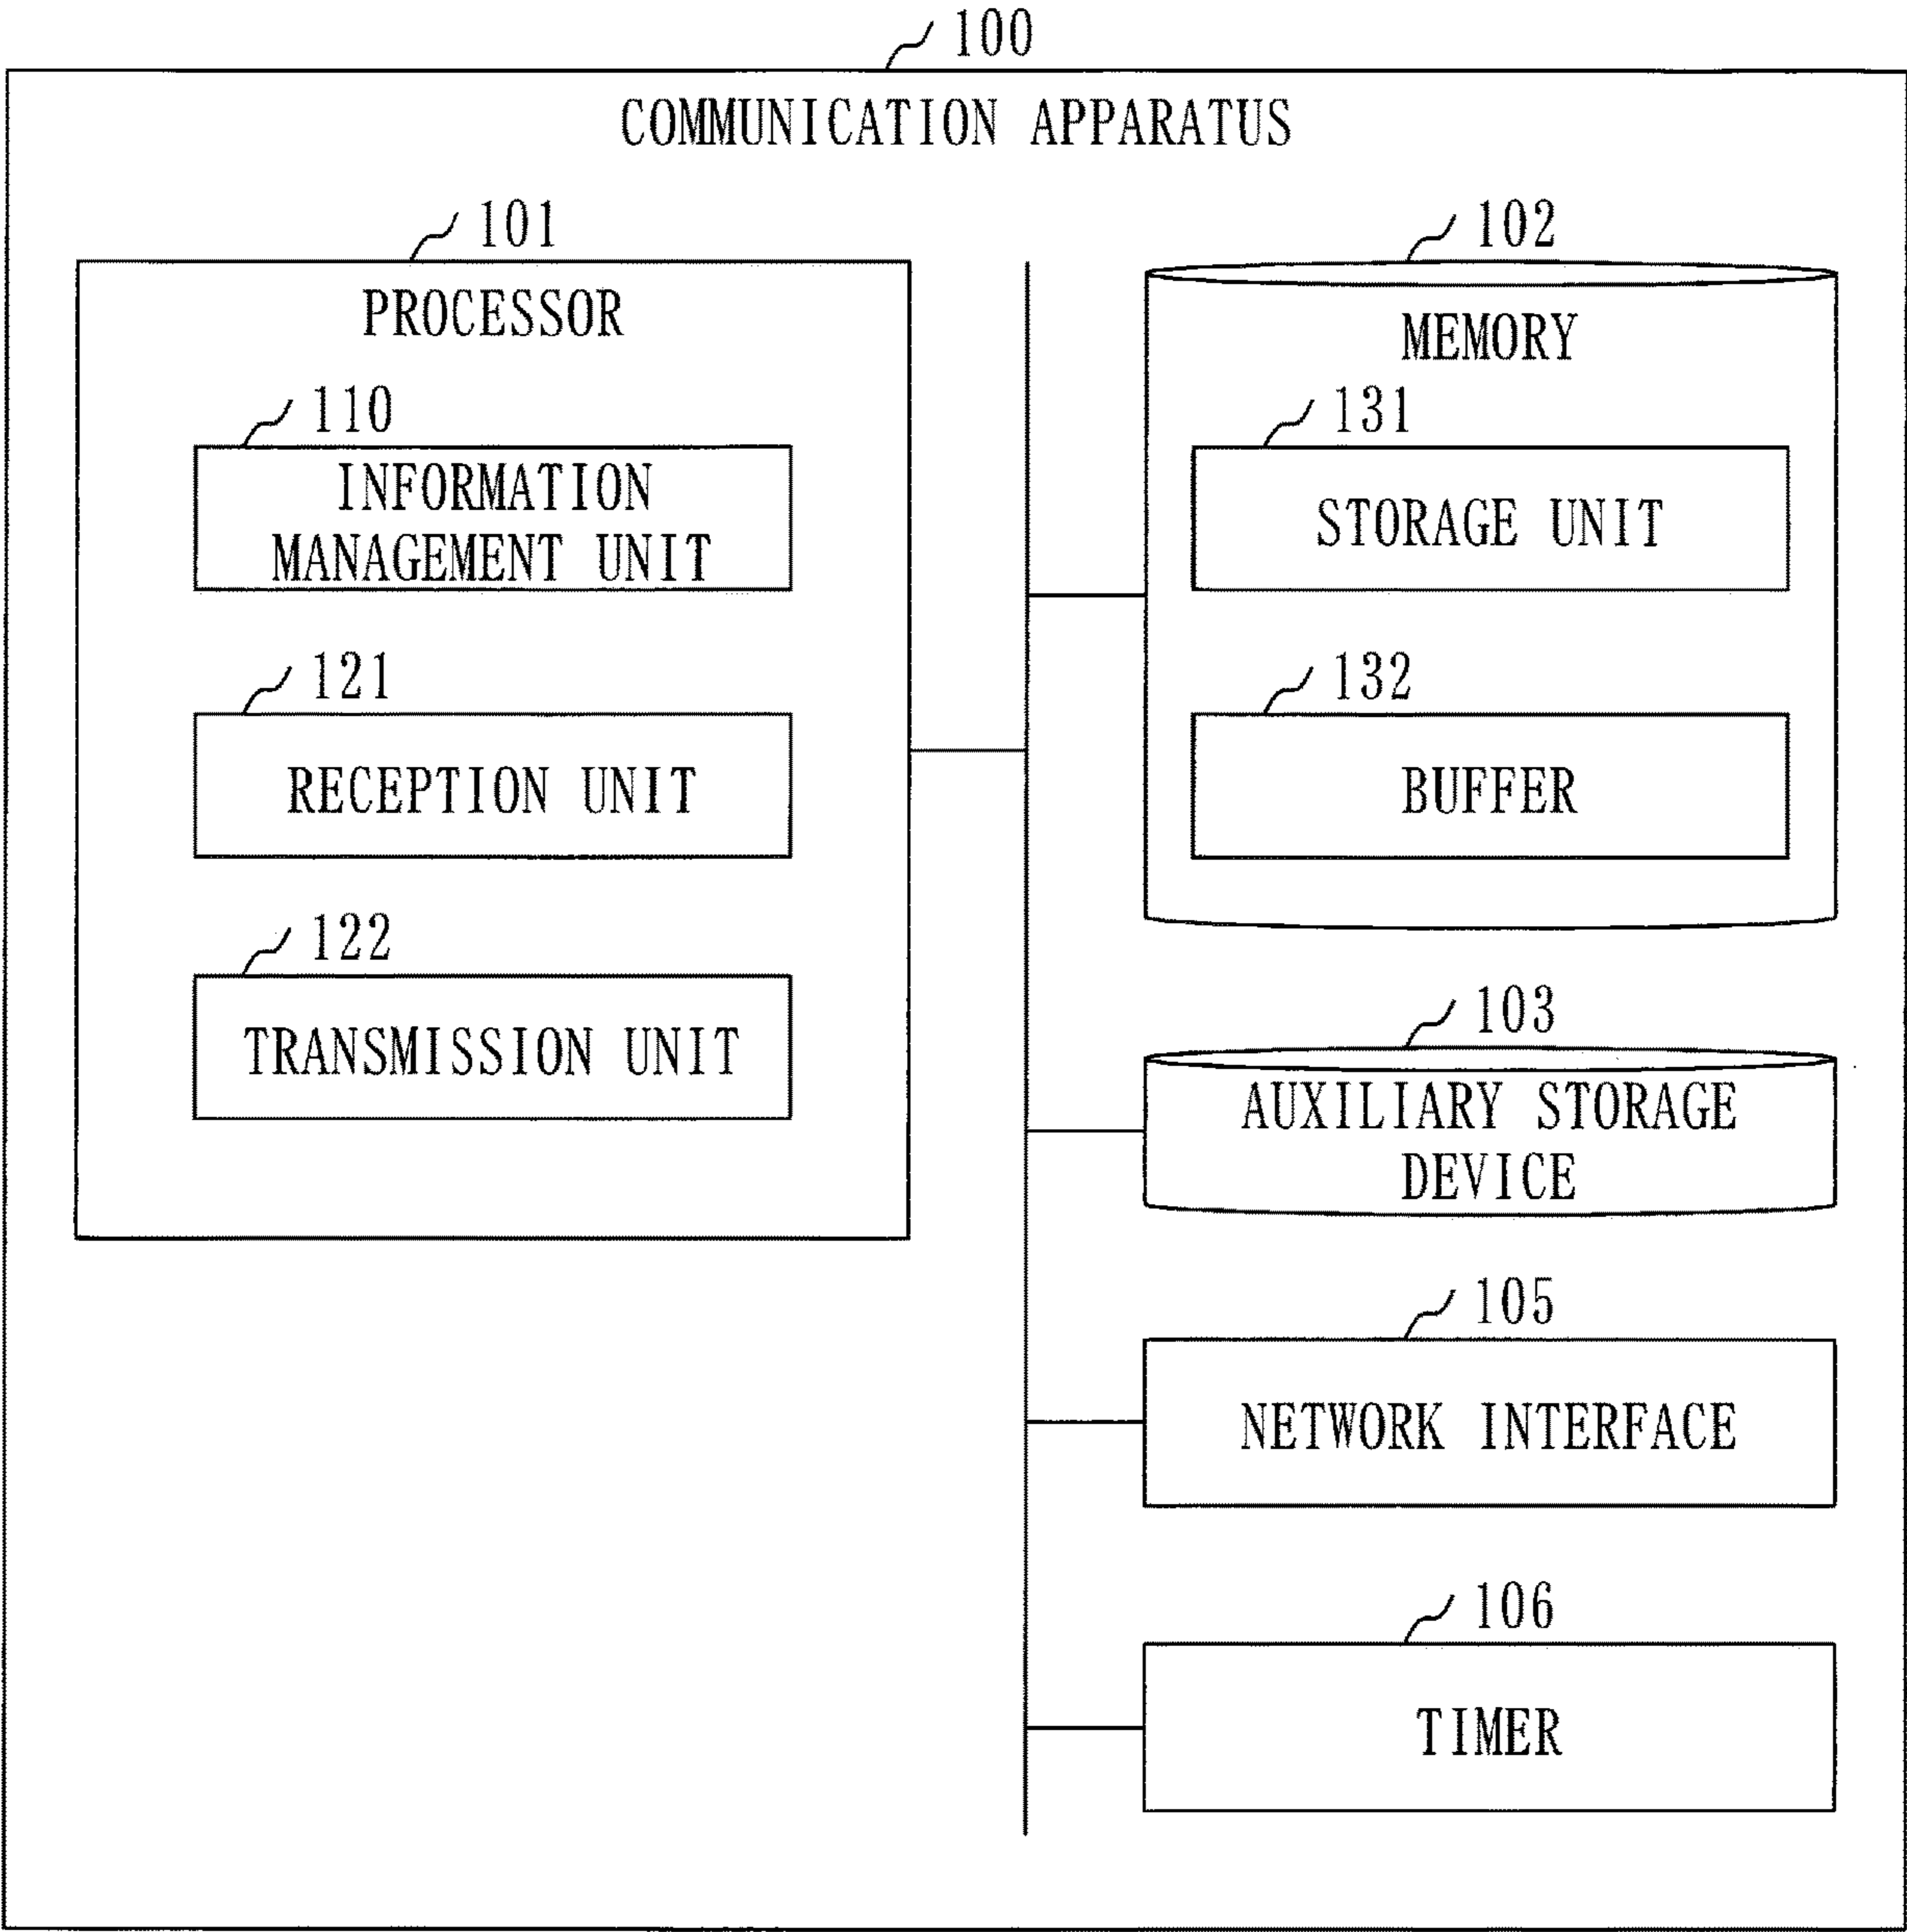 100
COMMUNICATION APPARATUS
101
PROCESSOR
110
INFORMATION
MANAGEMENT UNIT
121
RECEPTION UNIT
122
TRANSMISSION UNIT
102
MEMORY
131
STORAGE UNIT
132
BUFFER
103
AUXILIARY STORAGE
DEVICE
105
NETWORK INTERFACE
106
TIMER